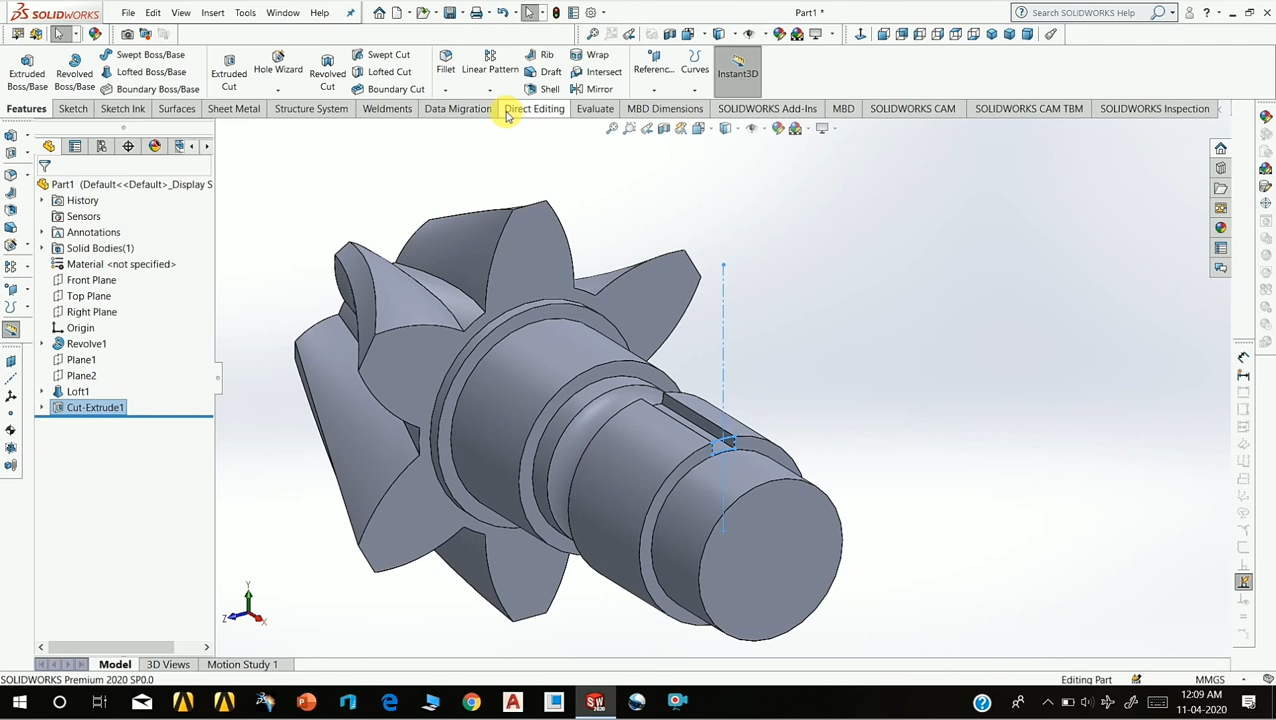 SOLIDWORKS File Edit View Insert Tools Window Help Part1 * Search SOLIDWORKS Help
Extruded Boss/Base Revolved Boss/Base Swept Boss/Base Lofted Boss/Base Boundary Boss/Base Extruded Cut Hole Wizard Revolved Cut Swept Cut Lofted Cut Boundary Cut Fillet Linear Pattern Rib Draft Shell Wrap Intersect Mirror Referenc... Curves Instant3D
Features Sketch Sketch Ink Surfaces Sheet Metal Structure System Weldments Data Migration Direct Editing Evaluate MBD Dimensions SOLIDWORKS Add-Ins MBD SOLIDWORKS CAM SOLIDWORKS CAM TBM SOLIDWORKS Inspection
Part1 (Default<<Default>_Display S
History
Sensors
Annotations
Solid Bodies(1)
Material <not specified>
Front Plane
Top Plane
Right Plane
Origin
Revolve1
Plane1
Plane2
Loft1
Cut-Extrude1
Y
Z
X
Model 3D Views Motion Study 1
SOLIDWORKS Premium 2020 SP0.0 Editing Part MMGS
12:09 AM
11-04-2020